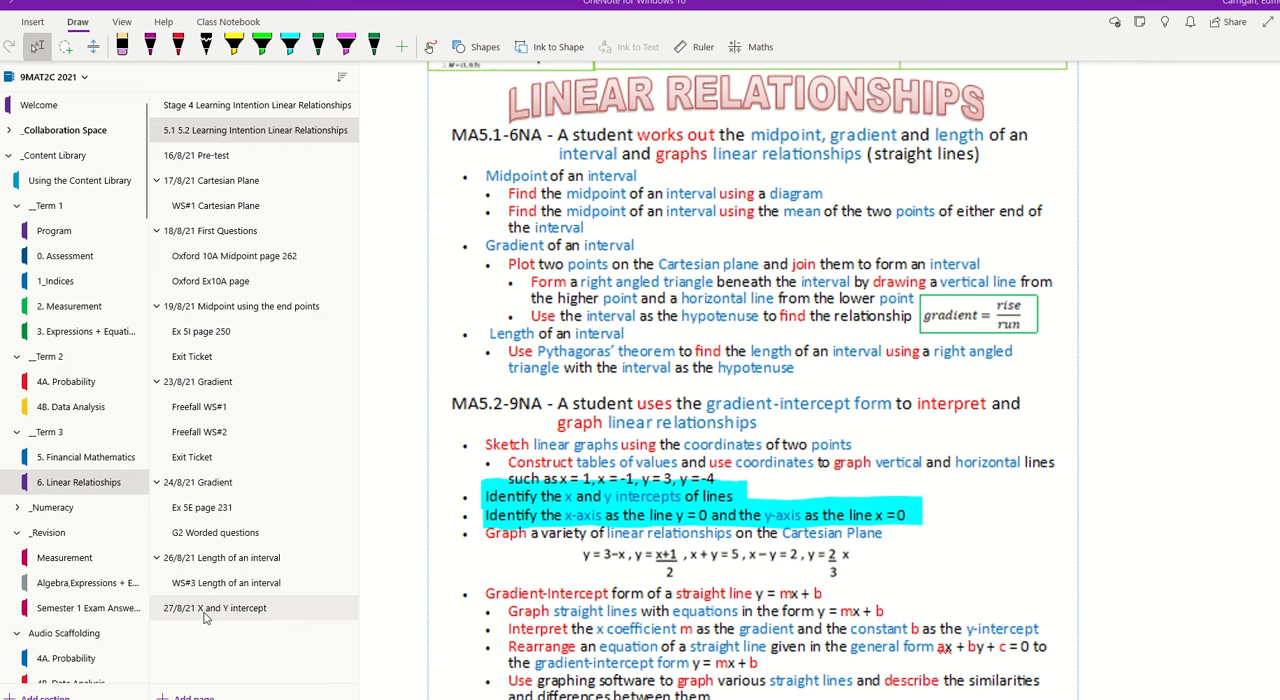 OneNote for Windows 10
Insert Draw View Help Class Notebook
Share
Shapes Ink to Shape Ink to Text Ruler Maths
9MAT2C 2021
Welcome
_Collaboration Space
_Content Library
Using the Content Library
__Term 1
Program
0. Assessment
1_Indices
2. Measurement
3. Expressions + Equati...
__Term 2
4A. Probability
4B. Data Analysis
__Term 3
5. Financial Mathematics
6. Linear Reslatioships
_Numeracy
_Revision
Measurement
Algebra,Expressions + E...
Semester 1 Exam Answe...
Audio Scaffolding
4A. Probability
4B. Data Analysis
Add section
Stage 4 Learning Intention Linear Relationships
5.1 5.2 Learning Intention Linear Relationships
16/8/21 Pre-test
17/8/21 Cartesian Plane
WS#1 Cartesian Plane
18/8/21 First Questions
Oxford 10A Midpoint page 262
Oxford Ex10A page
19/8/21 Midpoint using the end points
Ex 5I page 250
Exit Ticket
23/8/21 Gradient
Freefall WS#1
Freefall WS#2
Exit Ticket
24/8/21 Gradient
Ex 5E page 231
G2 Worded questions
26/8/21 Length of an interval
WS#3 Length of an interval
27/8/21 X and Y intercept
Add page
∴ M = (1, 0.5)
LINEAR RELATIONSHIPS
MA5.1-6NA - A student works out the midpoint, gradient and length of an
interval and graphs linear relationships (straight lines)
• Midpoint of an interval
• Find the midpoint of an interval using a diagram
• Find the midpoint of an interval using the mean of the two points of either end of
the interval
• Gradient of an interval
• Plot two points on the Cartesian plane and join them to form an interval
• Form a right angled triangle beneath the interval by drawing a vertical line from
the higher point and a horizontal line from the lower point
• Use the interval as the hypotenuse to find the relationship
gradient = rise/run
• Length of an interval
• Use Pythagoras' theorem to find the length of an interval using a right angled
triangle with the interval as the hypotenuse
MA5.2-9NA - A student uses the gradient-intercept form to interpret and
graph linear relationships
• Sketch linear graphs using the coordinates of two points
• Construct tables of values and use coordinates to graph vertical and horizontal lines
such as x = 1, x = -1, y = 3, y = -4
• Identify the x and y intercepts of lines
• Identify the x-axis as the line y = 0 and the y-axis as the line x = 0
• Graph a variety of linear relationships on the Cartesian Plane
y = 3-x , y = x+1/2 , x + y = 5 , x – y = 2 , y = 2/3 x
• Gradient-Intercept form of a straight line y = mx + b
• Graph straight lines with equations in the form y = mx + b
• Interpret the x coefficient m as the gradient and the constant b as the y-intercept
• Rearrange an equation of a straight line given in the general form ax + by + c = 0 to
the gradient-intercept form y = mx + b
• Use graphing software to graph various straight lines and describe the similarities
and differences between them